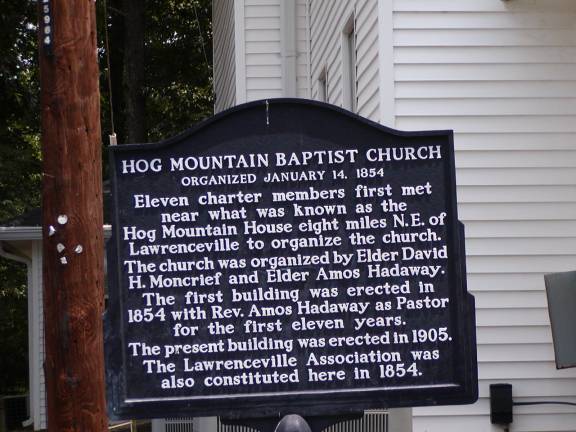 HOG MOUNTAIN BAPTIST CHURCH
ORGANIZED JANUARY 14, 1854
Eleven charter members first met
near what was known as the
Hog Mountain House eight miles N.E. of
Lawrenceville to organize the church.
The church was organized by Elder David
H. Moncrief and Elder Amos Hadaway.
The first building was erected in
1854 with Rev. Amos Hadaway as Pastor
for the first eleven years.
The present building was erected in 1905.
The Lawrenceville Association was
also constituted here in 1854.